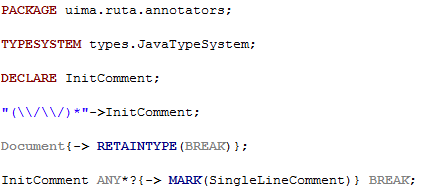 PACKAGE uima.ruta.annotators;
TYPESYSTEM types.JavaTypeSystem;
DECLARE InitComment;
"(\\/\\/)*"->InitComment;
Document{-> RETAINTYPE(BREAK)};
InitComment ANY*?{-> MARK(SingleLineComment)} BREAK;